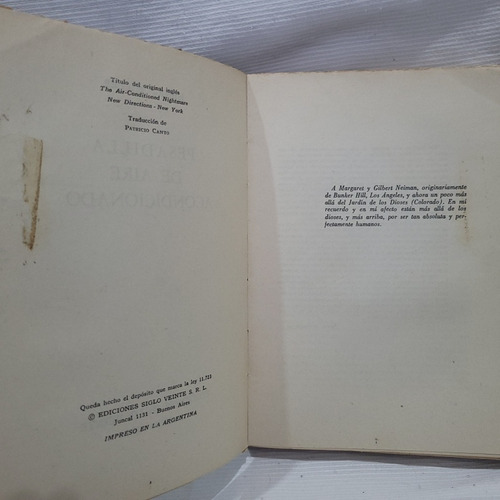 Título del original inglés
The Air-Conditioned Nightmare
New Directions - New York
Traducción de
PATRICIO CANTO
Queda hecho el depósito que marca la ley 11.723
© EDICIONES SIGLO VEINTE S. R. L.
Juncal 1131 - Buenos Aires
IMPRESO EN LA ARGENTINA
A Margaret y Gilbert Neiman, originariamente
de Bunker Hill, Los Angeles, y ahora un poco más
allá del Jardín de los Dioses (Colorado). En mi
recuerdo y en mi afecto están más allá de los
dioses, y más arriba, por ser tan absoluta y per-
fectamente humanos.